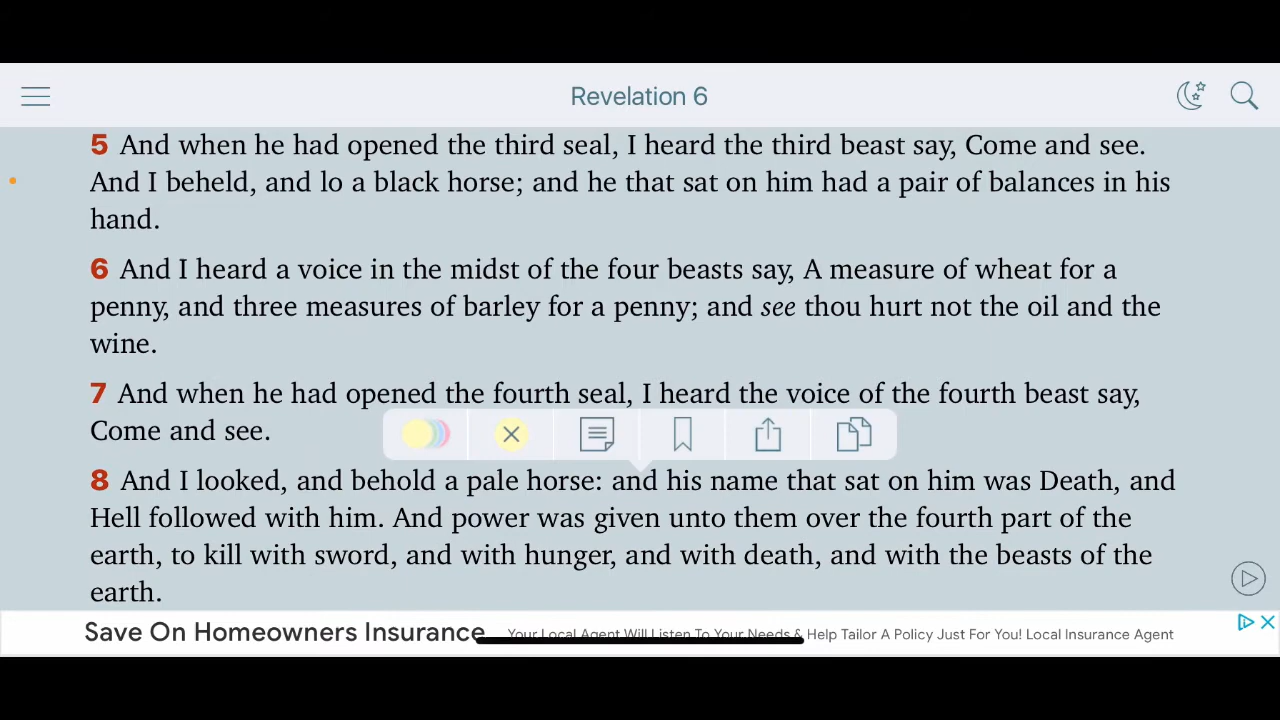 Revelation 6
5 And when he had opened the third seal, I heard the third beast say, Come and see.
And I beheld, and lo a black horse; and he that sat on him had a pair of balances in his
hand.
6 And I heard a voice in the midst of the four beasts say, A measure of wheat for a
penny, and three measures of barley for a penny; and see thou hurt not the oil and the
wine.
7 And when he had opened the fourth seal, I heard the voice of the fourth beast say,
Come and see.
8 And I looked, and behold a pale horse: and his name that sat on him was Death, and
Hell followed with him. And power was given unto them over the fourth part of the
earth, to kill with sword, and with hunger, and with death, and with the beasts of the
earth.
Save On Homeowners Insurance Your Local Agent Will Listen To Your Needs & Help Tailor A Policy Just For You! Local Insurance Agent